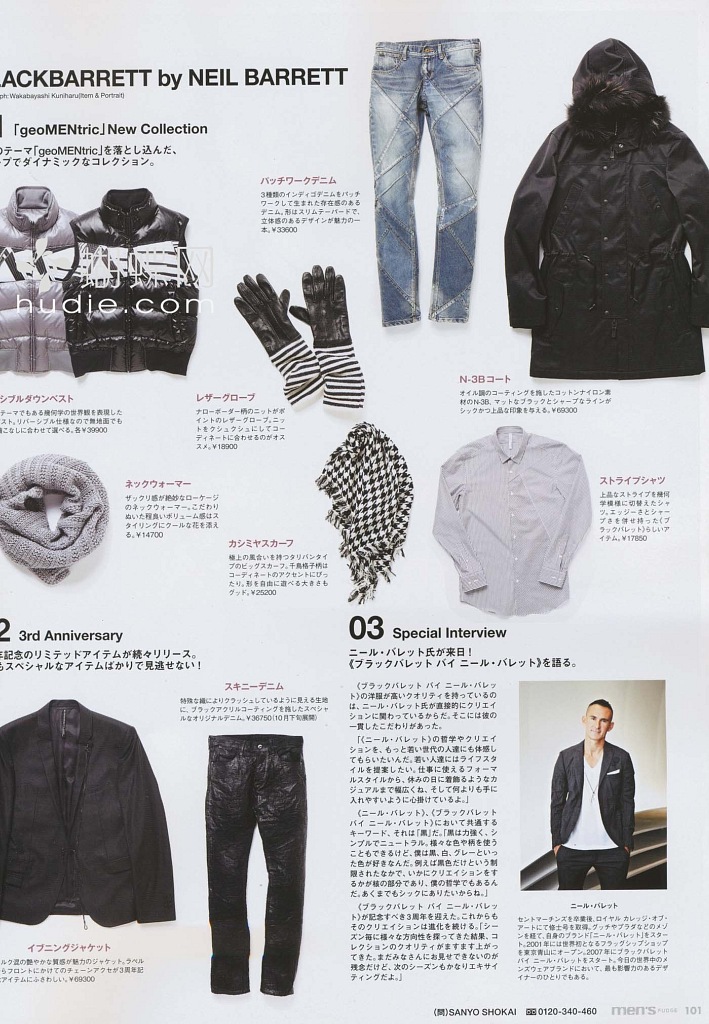 LACKBARRETT by NEIL BARRETT
ph:Wakabayashi Kuniharu(Item & Portrait)
「geoMENtric」New Collection
のテーマ「geoMENtric」を落とし込んだ、
ブでダイナミックなコレクション。
パッチワークデニム
3種類のインディゴデニムをパッチ
ワークして生まれた存在感のある
デニム。形はスリムテーパードで、
立体感のあるデザインが魅力の一
本。¥33600
蝴蝶网
hudie.com
シブルダウンベスト
テーマでもある幾何学の世界観を表現した
スト。リバーシブル仕様なので無地面でも
着こなしに合わせて選べる。各¥39900
レザーグローブ
ナローボーダー柄のニットがポ
イントのレザーグローブ。ニッ
トをクシュクシュにしてコー
ディネートに合わせるのがオス
スメ。¥18900
N-3Bコート
オイル調のコーティングを施したコットンナイロン素
材のN-3B。マットなブラックとシャープなラインが
シックかつ上品な印象を与える。¥69300
ネックウォーマー
ザックリ感が絶妙なローゲージ
のネックウォーマー。こだわり
ぬいた程良いボリューム感はス
タイリングにクールな花を添え
る。¥14700
カシミヤスカーフ
極上の風合いを持つタリバンタイ
プのビッグスカーフ。千鳥格子柄は
コーディネートのアクセントにぴっ
たり。形を自由に遊べる大きさも
グッド。¥25200
ストライプシャツ
上品なストライプを幾何
学模様に切替えたシャ
ツ。エッジーさとシャー
プさを併せ持った《ブ
ラックバレット》らしいア
イテム。¥17850
2 3rd Anniversary
年記念のリミテッドアイテムが続々リリース。
もスペシャルなアイテムばかりで見逃せない!
スキニーデニム
特殊な織によりクラッシュしているように見える生地
に、ブラックアクリルコーティングを施したスペシャル
なオリジナルデニム。¥36750(10月下旬展開)
イブニングジャケット
ルク混の艶やかな質感が魅力のジャケット。ラペル
らフロントにかけてのチェーンアクセが3周年記
念アイテムにふさわしい。¥69300
03 Special Interview
ニール・バレット氏が来日!
《ブラックバレット バイ ニール・バレット》を語る。
《ブラックバレット バイ ニール・バレッ
ト》の洋服が高いクオリティを持っているの
は、ニール・バレット氏が直接的にクリエイ
ションに関わっているからだ。そこには彼の
一貫したこだわりがあった。
「《ニール・バレット》の哲学やクリエイ
ションを、もっと若い世代の人達にも体感し
てもらいたいんだ。若い人達にはライフスタ
イルを提案したい。仕事に使えるフォーマ
ルスタイルから、休みの日に着飾るようなカ
ジュアルまで幅広くね、そして何よりも手に
入れやすいように心掛けているよ。」
《ニール・バレット》、《ブラックバレット
バイ ニール・バレット》において共通する
キーワード、それは「黒」だ。「黒は力強く、シ
ンプルでニュートラル。様々な色や柄を使う
こともできるけど、僕は黒、白、グレーといっ
た色が好きなんだ。例えば黒色だけという制
限されたなかで、いかにクリエイションをす
るかが核の部分であり、僕の哲学でもあるん
だ。あくまでもシックにありたいからね。」
《ブラックバレット バイ ニール・バレッ
ト》が記念すべき3周年を迎えた。これからも
そのクリエイションは進化を続ける。「シー
ズン毎に様々な方向性を探ってきた結果、コ
レクションのクオリティがますます上がっ
てきた。まだみなさんにお見せできないのが
残念だけど、次のシーズンもかなりエキサイ
ティングだよ。」
ニール・バレット
セントマーチンズを卒業後、ロイヤル カレッジ・オブ・
アートにて修士号を取得。グッチやプラダなどのメゾ
ンを経て、自身のブランド「ニール・バレット」をスター
ト。2001年には世界初となるフラッグシップショップ
を東京青山にオープン。2007年にブラックバレット
バイ ニール・バレットをスタート。今日の世界中のメ
ンズウェアブランドにおいて、最も影響力のあるデザ
イナーのひとりでもある。
(問)SANYO SHOKAI 0120-340-460
men's FUDGE 101